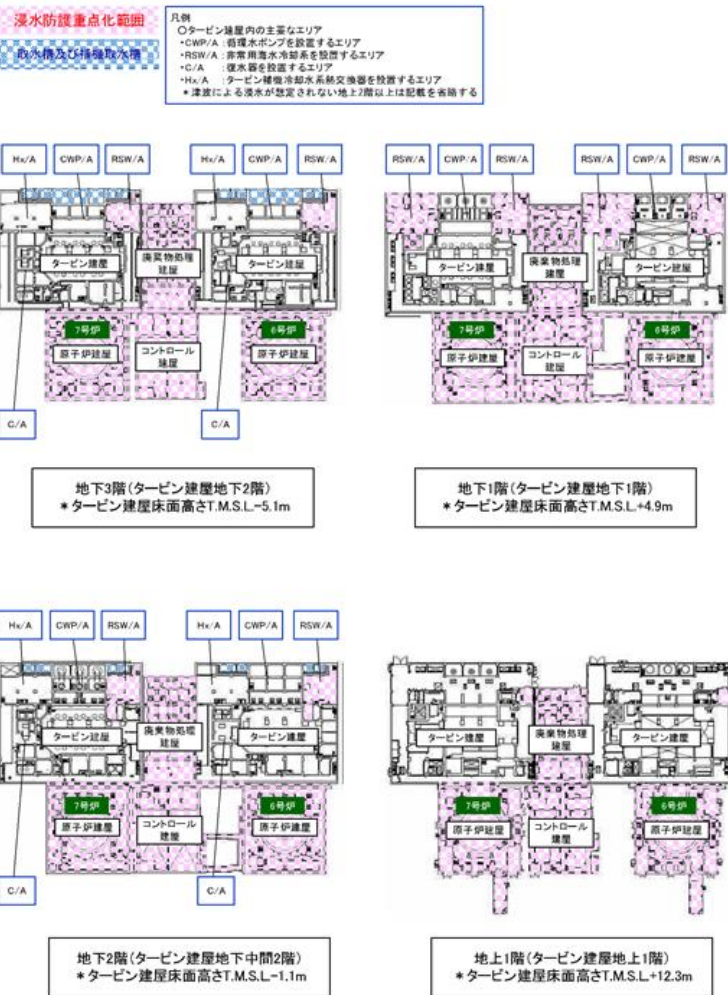 浸水防護重点化範囲
取水槽及び補機取水槽
凡例
○タービン建屋内の主要なエリア
・CWP/A：循環水ポンプを設置するエリア
・RSW/A：非常用海水冷却系を設置するエリア
・C/A　：復水器を設置するエリア
・Hx/A　：タービン補機冷却水系熱交換器を設置するエリア
＊津波による浸水が想定されない地上2階以上は記載を省略する
Hx/A
CWP/A
RSW/A
Hx/A
CWP/A
RSW/A
タービン建屋
廃棄物処理
建屋
タービン建屋
7号炉
原子炉建屋
コントロール
建屋
6号炉
原子炉建屋
C/A
C/A
地下3階(タービン建屋地下2階)
＊タービン建屋床面高さT.M.S.L.-5.1m
RSW/A
CWP/A
RSW/A
RSW/A
CWP/A
RSW/A
タービン建屋
廃棄物処理
建屋
タービン建屋
7号炉
原子炉建屋
コントロール
建屋
6号炉
原子炉建屋
地下1階(タービン建屋地下1階)
＊タービン建屋床面高さT.M.S.L.+4.9m
Hx/A
CWP/A
RSW/A
Hx/A
CWP/A
RSW/A
タービン建屋
廃棄物処理
建屋
タービン建屋
7号炉
原子炉建屋
コントロール
建屋
6号炉
原子炉建屋
C/A
C/A
地下2階(タービン建屋地下中間2階)
＊タービン建屋床面高さT.M.S.L-1.1m
タービン建屋
廃棄物処理
建屋
タービン建屋
7号炉
原子炉建屋
コントロール
建屋
6号炉
原子炉建屋
地上1階(タービン建屋地上1階)
＊タービン建屋床面高さT.M.S.L.+12.3m